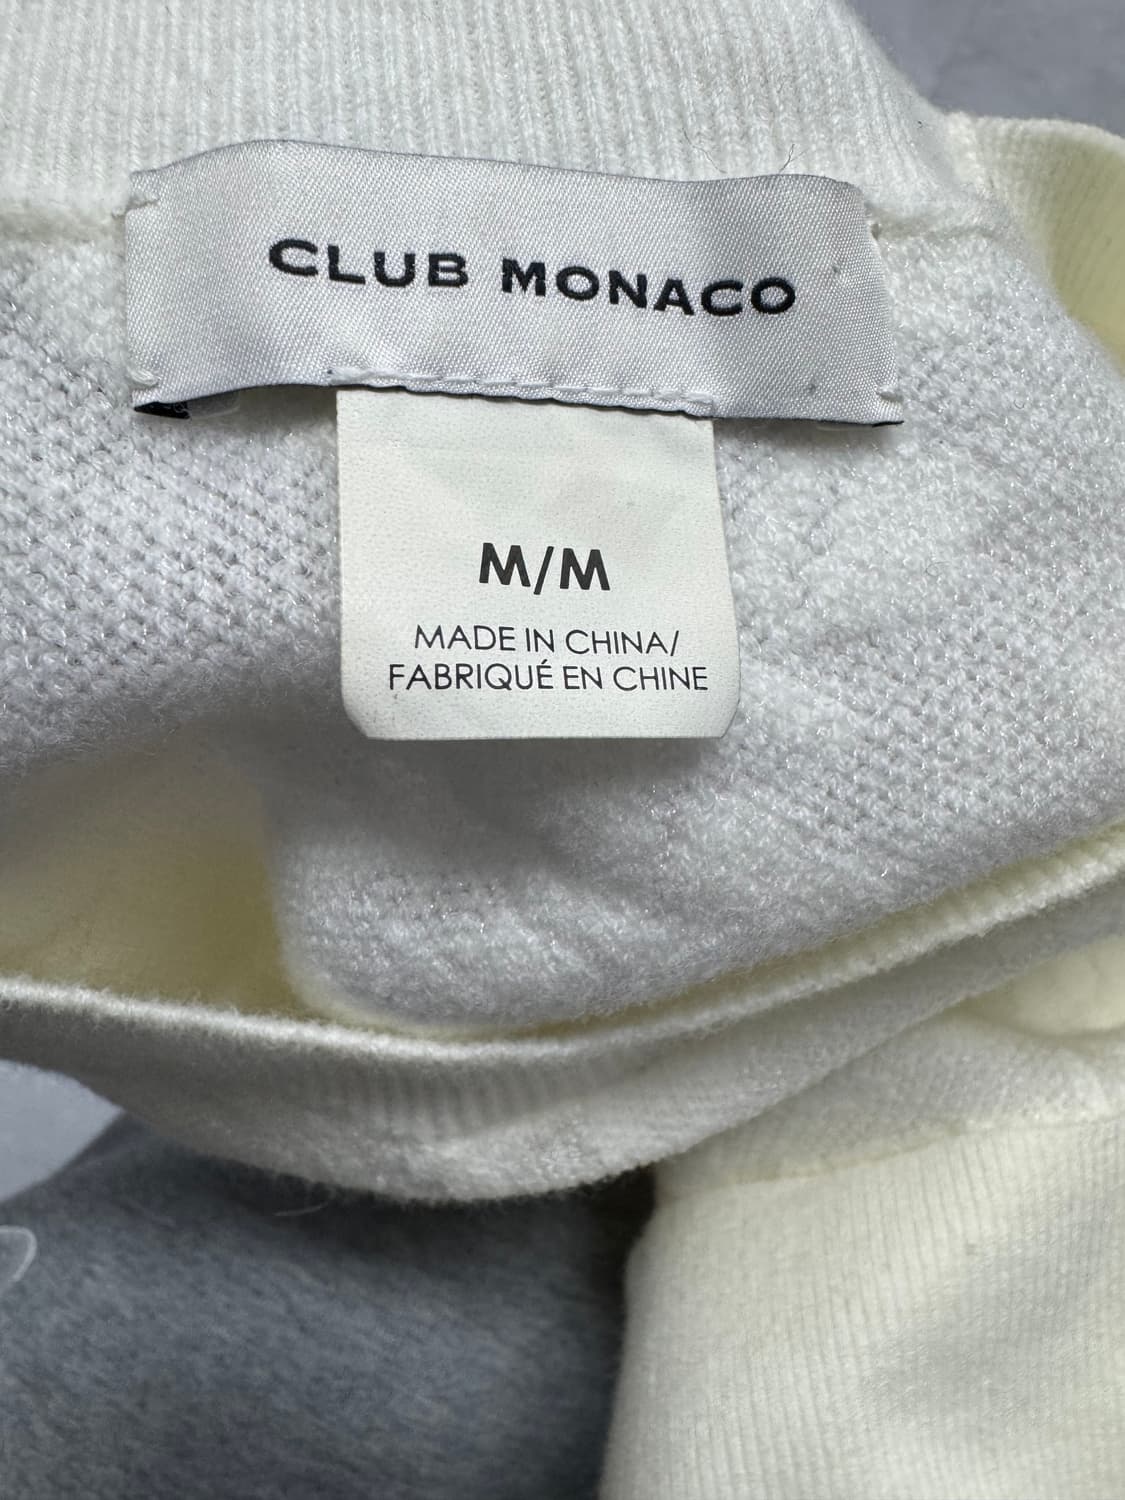 CLUB MONACO
M/M
MADE IN CHINA/
FABRIQUÉ EN CHINE